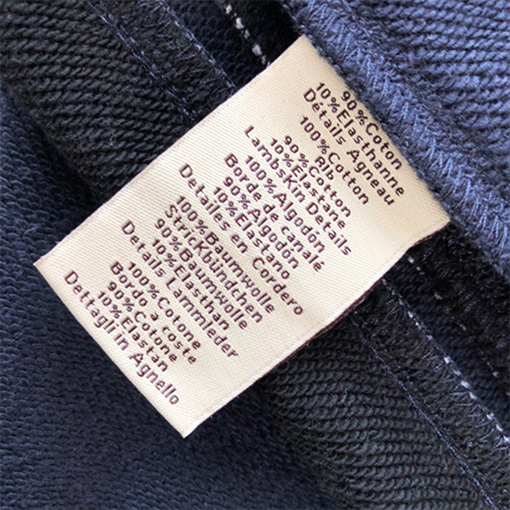 90%Coton
10%Elasthanne
Détails Agneau
100%Cotton
Rib
90%Cotton
10%Elastane
LambSkin Details
100%Algodón
Borde de canalé
90%Algodón
10%Elastano
Detalles en Cordero
100%Baumwolle
Strickbündchen
90%Baumwolle
10%Elasthan
Details Lammleder
100%Cotone
Bordo a coste
90%Cotone
10%Elastan
Dettagli in Agnello